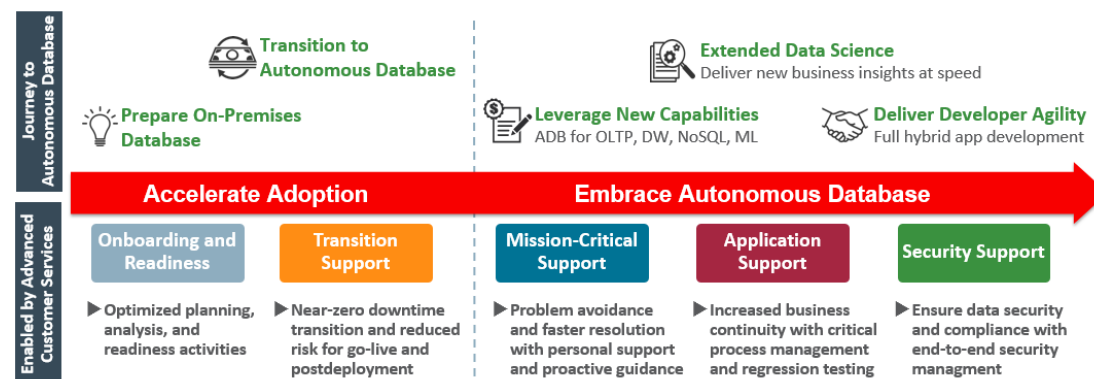 Journey to
Autonomous Database
Transition to
Autonomous Database
Prepare On-Premises
Database
Extended Data Science
Deliver new business insights at speed
Leverage New Capabilities
ADB for OLTP, DW, NoSQL, ML
Deliver Developer Agility
Full hybrid app development
Accelerate Adoption
Embrace Autonomous Database
Enabled by Advanced
Customer Services
Onboarding and
Readiness
Optimized planning,
analysis, and
readiness activities
Transition
Support
Near-zero downtime
transition and reduced
risk for go-live and
postdeployment
Mission-Critical
Support
Problem avoidance
and faster resolution
with personal support
and proactive guidance
Application
Support
Increased business
continuity with critical
process management
and regression testing
Security Support
Ensure data security
and compliance with
end-to-end security
managment